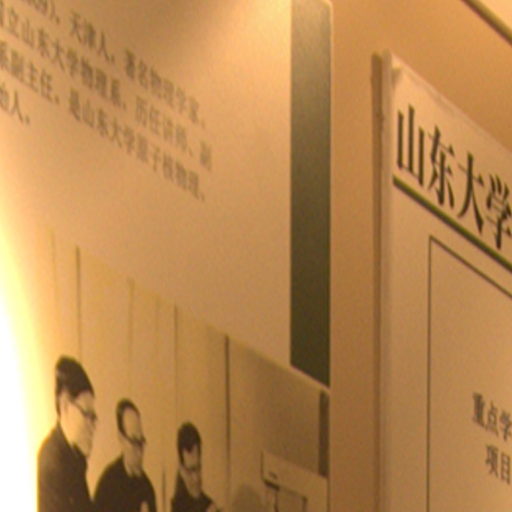 天津人，著名物理学家，
国立山东大学物理系，历任讲师、副
系副主任，是山东大学原子核物理、
始人。
山东大学
重点学
项目